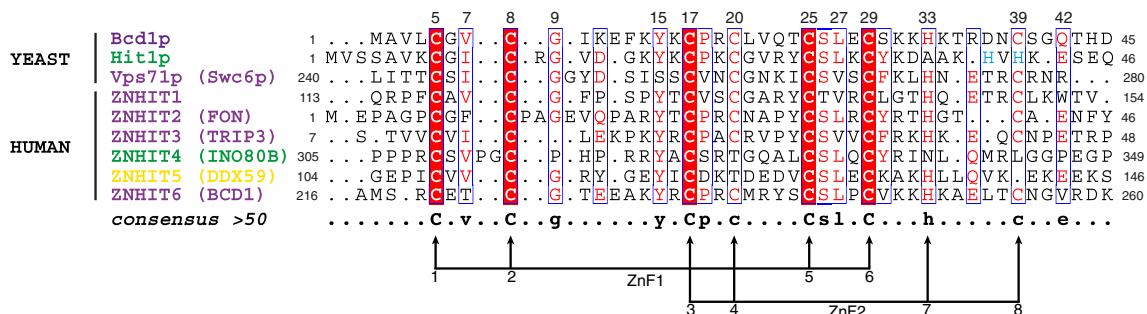 5 7 8 9 15 17 20 25 27 29 33 39 42
YEAST
Bcd1p 1 ...MAVLCGV..C..G.IKEFKYKCPRCLVQTCSLECSKKHKTRDNCSGQTHD 45
Hit1p 1 MVSSAVKCGI..C.RGV.D.GKYKCPKCGVRYCSLKCYKDAAK.HVHK.ESEQ 46
Vps71p (Swc6p) 240 ...LITTCSI..C..GGYD.SISSCVNCGNKICSVSCFKLHN.ETRCRNR... 280
HUMAN
ZNHIT1 113 ...QRPFCAV..C..G.FP.SPYTCVSCGARYCTVRCLGTHQ.ETRCLKWTV. 154
ZNHIT2 (FON) 1 M.EPAGPCGF..CPAGEVQPARYTCPRCNAPYCSLRCYRTHGT...CA.ENFY 46
ZNHIT3 (TRIP3) 7 ..S.TVVCVI..C...LEKPKYRCPACRVPYCSVVCFRKHK..EQCNPETRP 48
ZNHIT4 (INO80B) 305 ...PPPRCSVPGC..P.HP.RRYACSRTGQALCSLQCYRINL.QMRLGGPEGP 349
ZNHIT5 (DDX59) 104 ...GEPICVV..C..G.RY.GEYTCDKTDEDVCSLECKAKHLLQVK.EKEEKS 146
ZNHIT6 (BCD1) 216 ..AMS.RCET..C..G.TEEAKYRCPRCMRYSCSLPCVKKHKAELTCNGVRDK 260
consensus >50 .......C.v..C..g......y.Cp.c....Csl.C...h.....c..e...
1 2 ZnF1 5 6
3 4 ZnF2 7 8